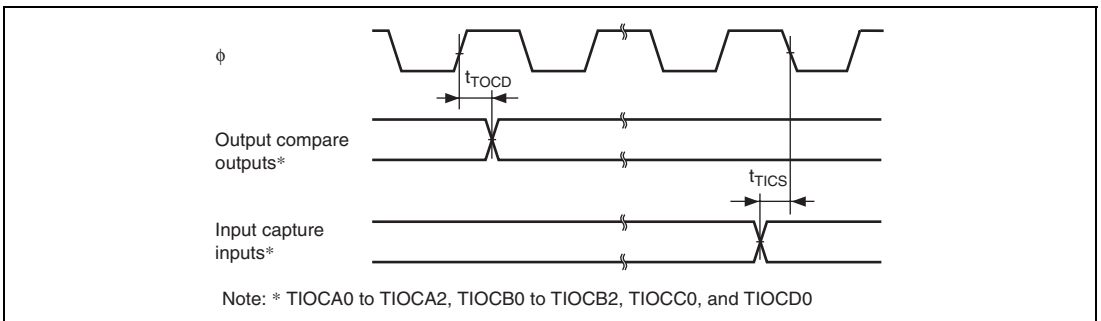 ϕ
tTOCD
Output compare
outputs*
tTICS
Input capture
inputs*
Note: * TIOCA0 to TIOCA2, TIOCB0 to TIOCB2, TIOCC0, and TIOCD0